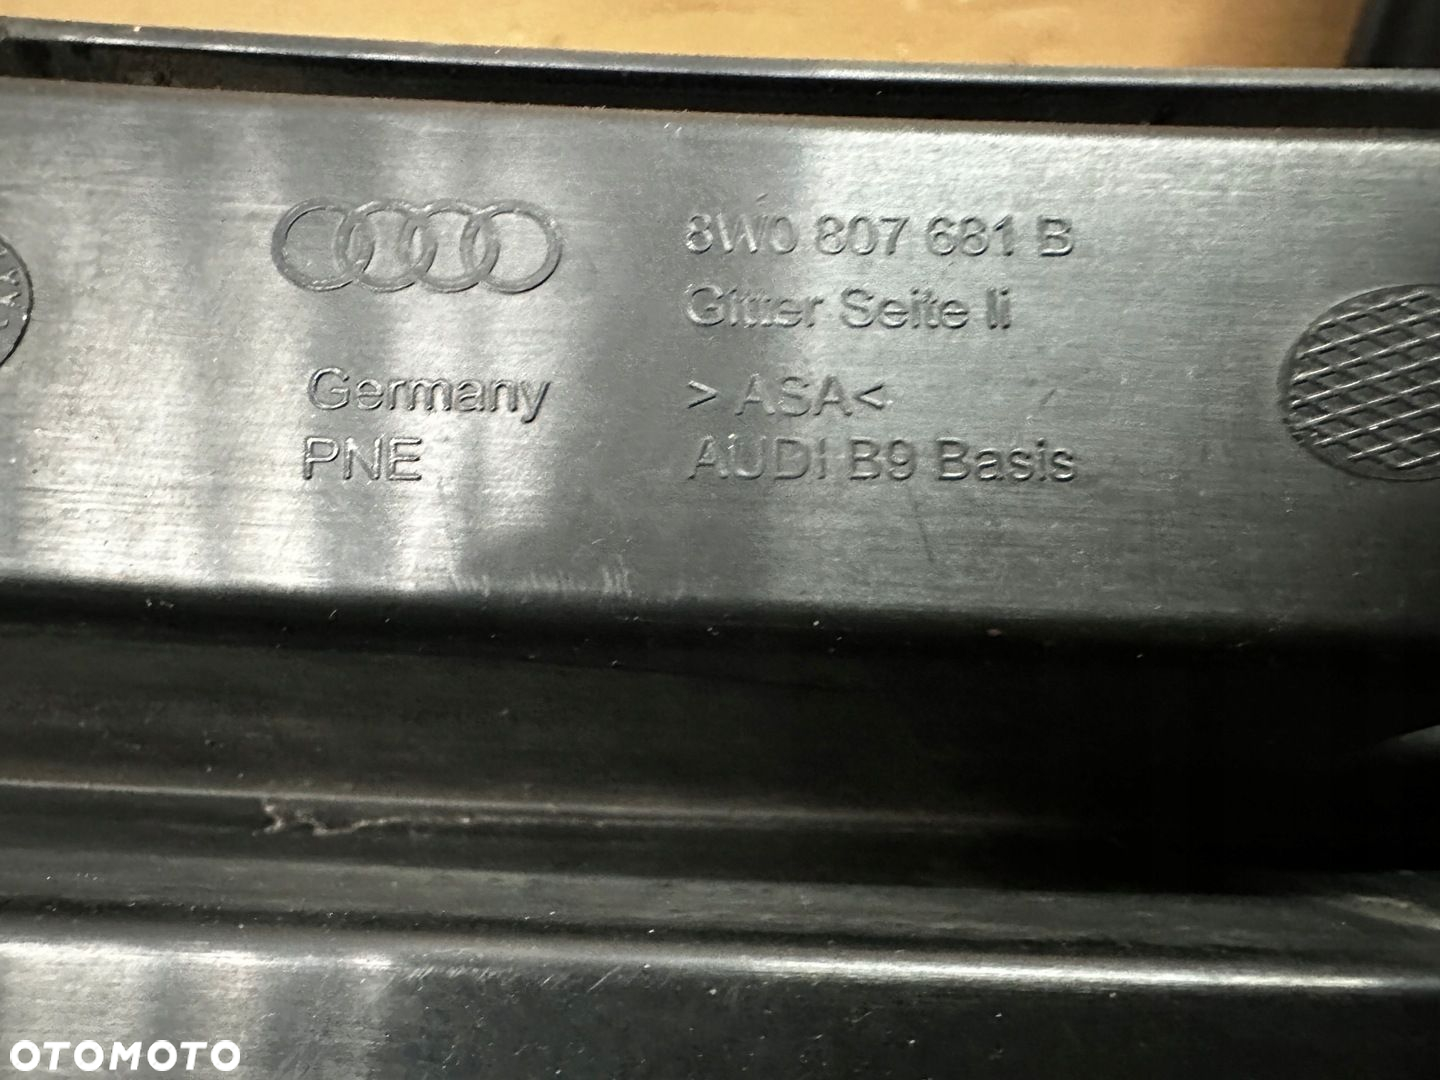 8W0 807 681 B
Gitter Seite li
Germany
> ASA<
PNE
AUDI B9 Basis
OTOMOTO